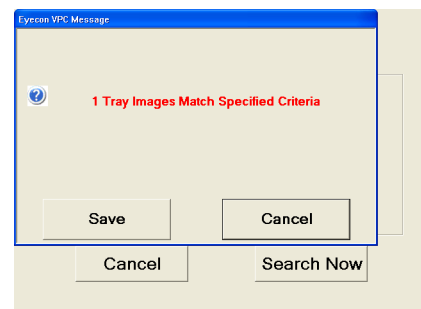 Eyecon VPC Message
1 Tray Images Match Specified Criteria
Save Cancel
Cancel Search Now